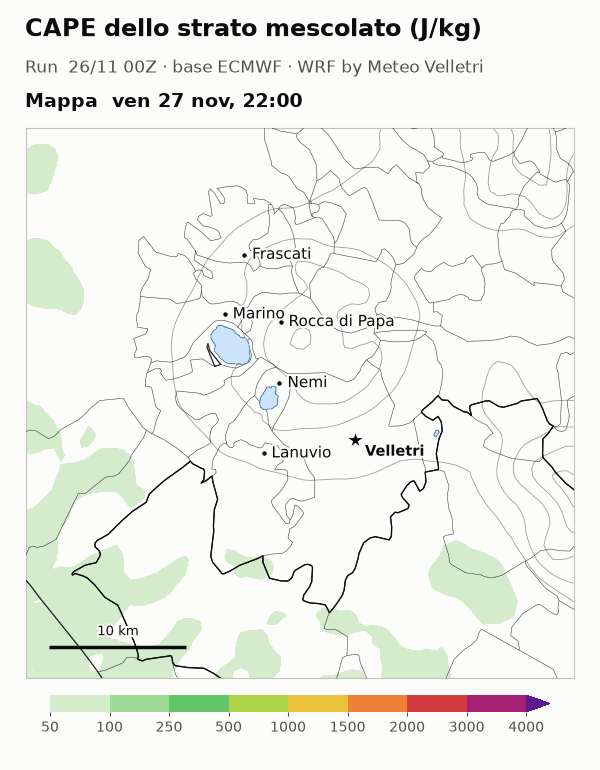 CAPE dello strato mescolato (J/kg)
Run  26/11 00Z · base ECMWF · WRF by Meteo Velletri
Mappa  ven 27 nov, 22:00
Frascati
Marino
Rocca di Papa
Nemi
Velletri
Lanuvio
10 km
50 100 250 500 1000 1500 2000 3000 4000